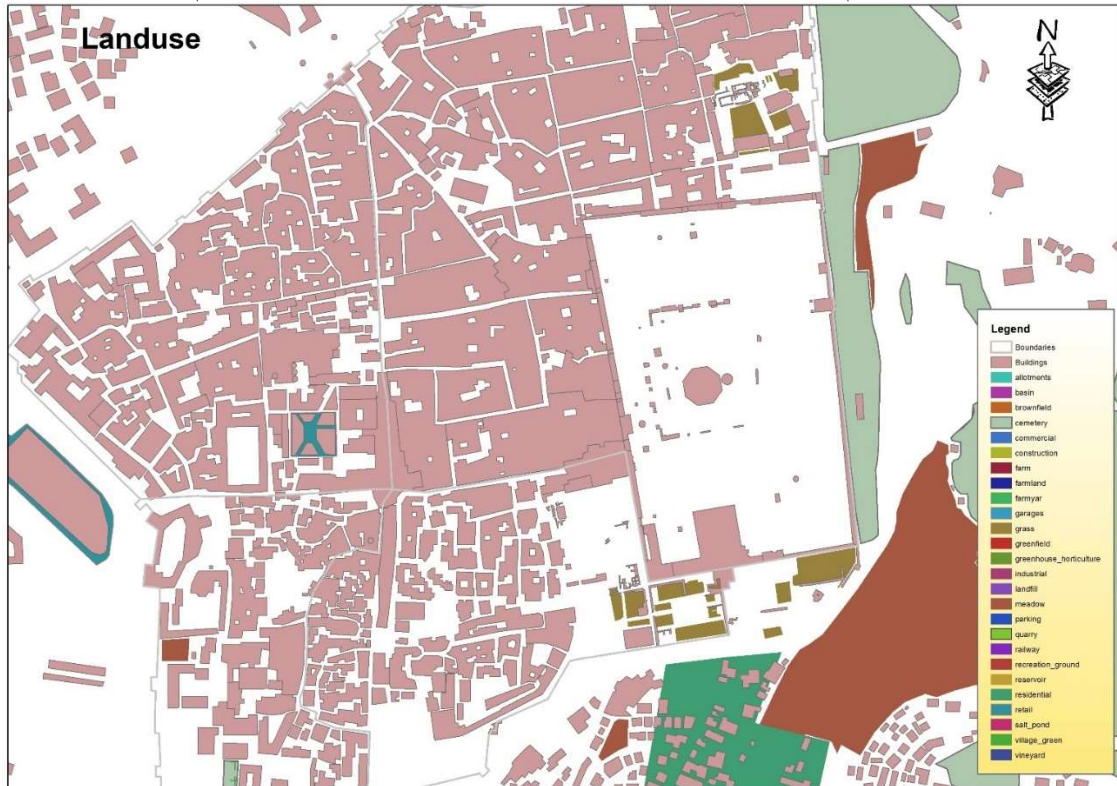 Landuse
N
Legend
Boundaries
Buildings
allotments
basin
brownfield
cemetery
commercial
construction
farm
farmland
farmyar
garages
grass
greenfield
greenhouse_horticulture
industrial
landfill
meadow
parking
quarry
railway
recreation_ground
reservoir
residential
retail
salt_pond
village_green
vineyard